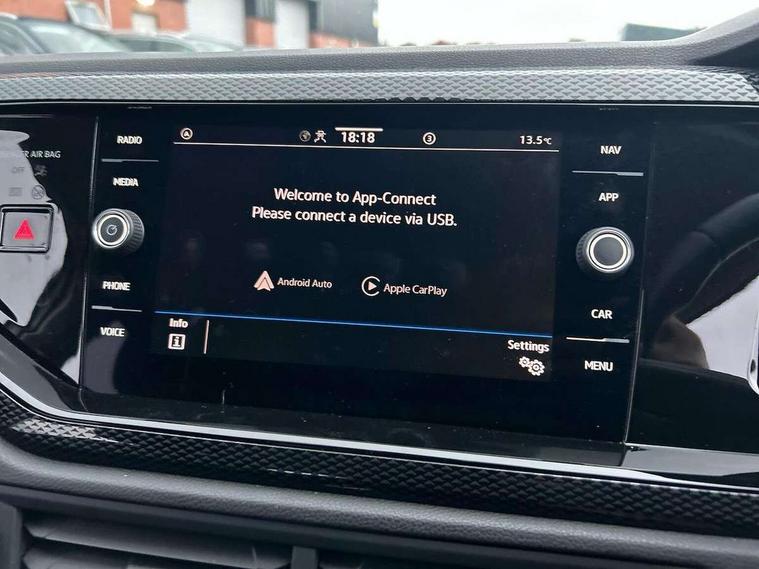 18:18
3
13.5°C
RADIO
MEDIA
PHONE
VOICE
AIR BAG
OFF
Welcome to App-Connect
Please connect a device via USB.
Android Auto
Apple CarPlay
Info
Settings
NAV
APP
CAR
MENU